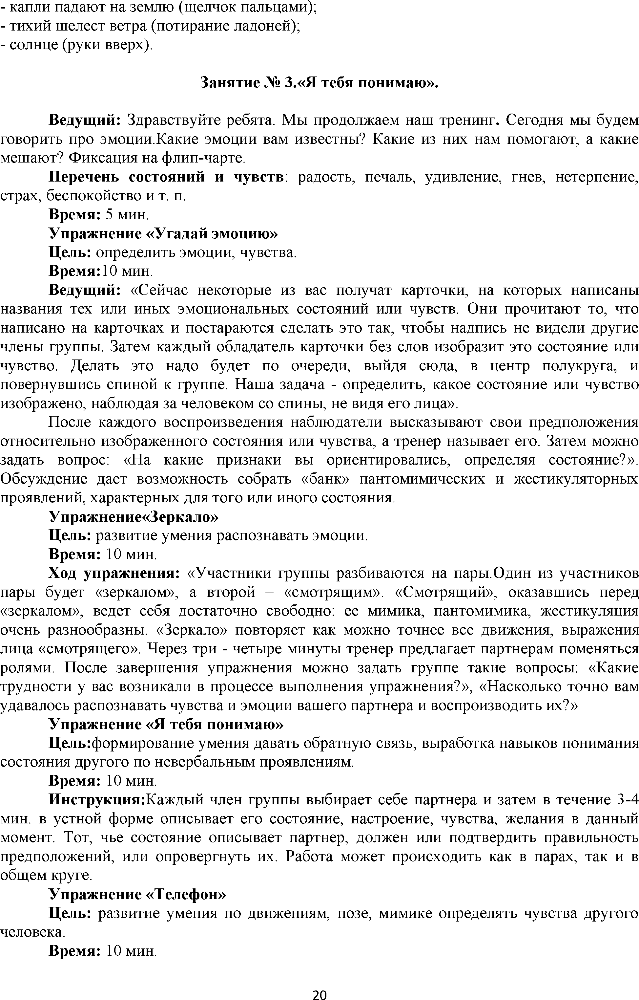 - капли падают на землю (щелчок пальцами);
- тихий шелест ветра (потирание ладоней);
- солнце (руки вверх).
Занятие № 3.«Я тебя понимаю».
Ведущий: Здравствуйте ребята. Мы продолжаем наш тренинг. Сегодня мы будем
говорить про эмоции.Какие эмоции вам известны? Какие из них нам помогают, а какие
мешают? Фиксация на флип-чарте.
Перечень состояний и чувств: радость, печаль, удивление, гнев, нетерпение,
страх, беспокойство и т. п.
Время: 5 мин.
Упражнение «Угадай эмоцию»
Цель: определить эмоции, чувства.
Время:10 мин.
Ведущий: «Сейчас некоторые из вас получат карточки, на которых написаны
названия тех или иных эмоциональных состояний или чувств. Они прочитают то, что
написано на карточках и постараются сделать это так, чтобы надпись не видели другие
члены группы. Затем каждый обладатель карточки без слов изобразит это состояние или
чувство. Делать это надо будет по очереди, выйдя сюда, в центр полукруга, и
повернувшись спиной к группе. Наша задача - определить, какое состояние или чувство
изображено, наблюдая за человеком со спины, не видя его лица».
После каждого воспроизведения наблюдатели высказывают свои предположения
относительно изображенного состояния или чувства, а тренер называет его. Затем можно
задать вопрос: «На какие признаки вы ориентировались, определяя состояние?».
Обсуждение дает возможность собрать «банк» пантомимических и жестикуляторных
проявлений, характерных для того или иного состояния.
Упражнение«Зеркало»
Цель: развитие умения распознавать эмоции.
Время: 10 мин.
Ход упражнения: «Участники группы разбиваются на пары.Один из участников
пары будет «зеркалом», а второй – «смотрящим». «Смотрящий», оказавшись перед
«зеркалом», ведет себя достаточно свободно: ее мимика, пантомимика, жестикуляция
очень разнообразны. «Зеркало» повторяет как можно точнее все движения, выражения
лица «смотрящего». Через три - четыре минуты тренер предлагает партнерам поменяться
ролями. После завершения упражнения можно задать группе такие вопросы: «Какие
трудности у вас возникали в процессе выполнения упражнения?», «Насколько точно вам
удавалось распознавать чувства и эмоции вашего партнера и воспроизводить их?»
Упражнение «Я тебя понимаю»
Цель:формирование умения давать обратную связь, выработка навыков понимания
состояния другого по невербальным проявлениям.
Время: 10 мин.
Инструкция:Каждый член группы выбирает себе партнера и затем в течение 3-4
мин. в устной форме описывает его состояние, настроение, чувства, желания в данный
момент. Тот, чье состояние описывает партнер, должен или подтвердить правильность
предположений, или опровергнуть их. Работа может происходить как в парах, так и в
общем круге.
Упражнение «Телефон»
Цель: развитие умения по движениям, позе, мимике определять чувства другого
человека.
Время: 10 мин.
20